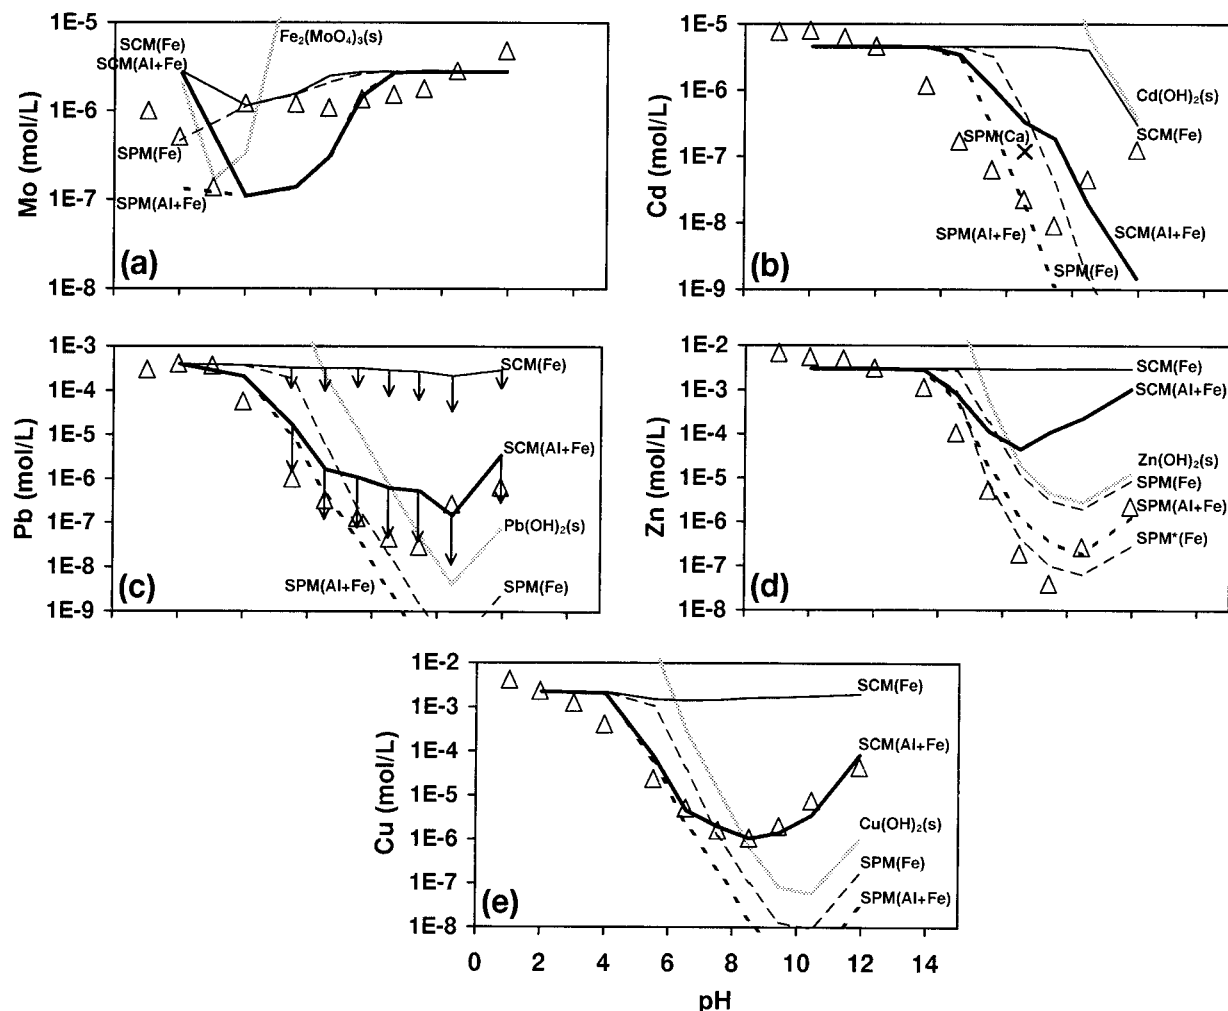 1E-5
1E-6
1E-7
1E-8
Mo (mol/L)
SCM(Fe)
SCM(Al+Fe)
Fe2(MoO4)3(s)
SPM(Fe)
SPM(Al+Fe)
(a)
1E-5
1E-6
1E-7
1E-8
1E-9
Cd (mol/L)
Cd(OH)2(s)
SCM(Fe)
SPM(Ca)
SPM(Al+Fe)
SCM(Al+Fe)
SPM(Fe)
(b)
1E-3
1E-4
1E-5
1E-6
1E-7
1E-8
1E-9
Pb (mol/L)
SCM(Fe)
SCM(Al+Fe)
Pb(OH)2(s)
SPM(Al+Fe)
SPM(Fe)
(c)
1E-2
1E-3
1E-4
1E-5
1E-6
1E-7
1E-8
Zn (mol/L)
SCM(Fe)
SCM(Al+Fe)
Zn(OH)2(s)
SPM(Fe)
SPM(Al+Fe)
SPM*(Fe)
(d)
1E-2
1E-3
1E-4
1E-5
1E-6
1E-7
1E-8
Cu (mol/L)
SCM(Fe)
SCM(Al+Fe)
Cu(OH)2(s)
SPM(Fe)
SPM(Al+Fe)
(e)
0 2 4 6 8 10 12 14
pH